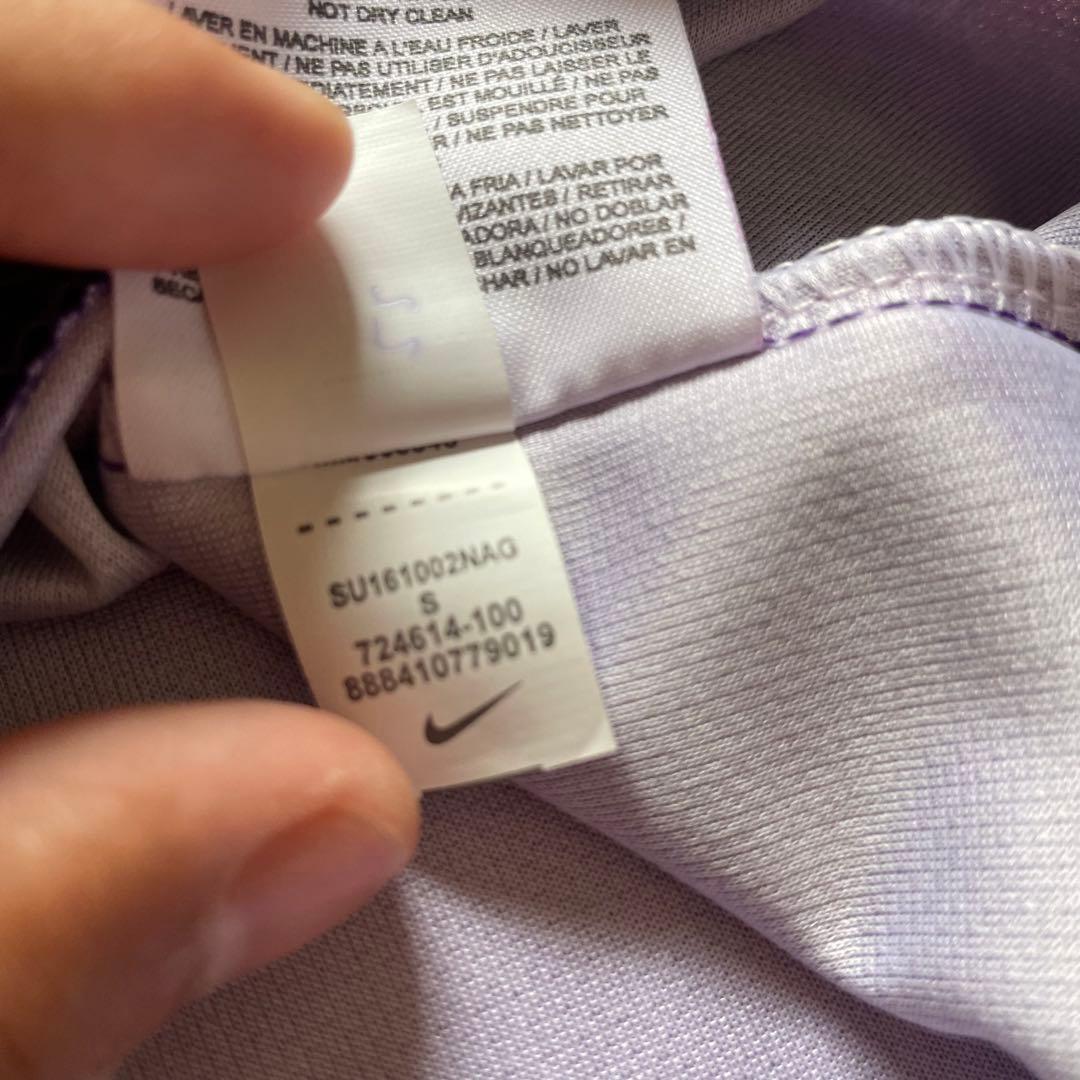 NOT DRY CLEAN
LAVER EN MACHINE A L'EAU FROIDE / LAVER
/ NE PAS UTILISER D'ADOUCISSEUR
/ NE PAS LAISSER LE
EST MOUILLÉ / NE PAS
/ SUSPENDRE POUR
/ NE PAS NETTOYER
A FRIA / LAVAR POR
/ RETIRAR
/ NO DOBLAR
BLANQUEADORES /
/ NO LAVAR EN
SU161002NAG
S
724614-100
888410779019